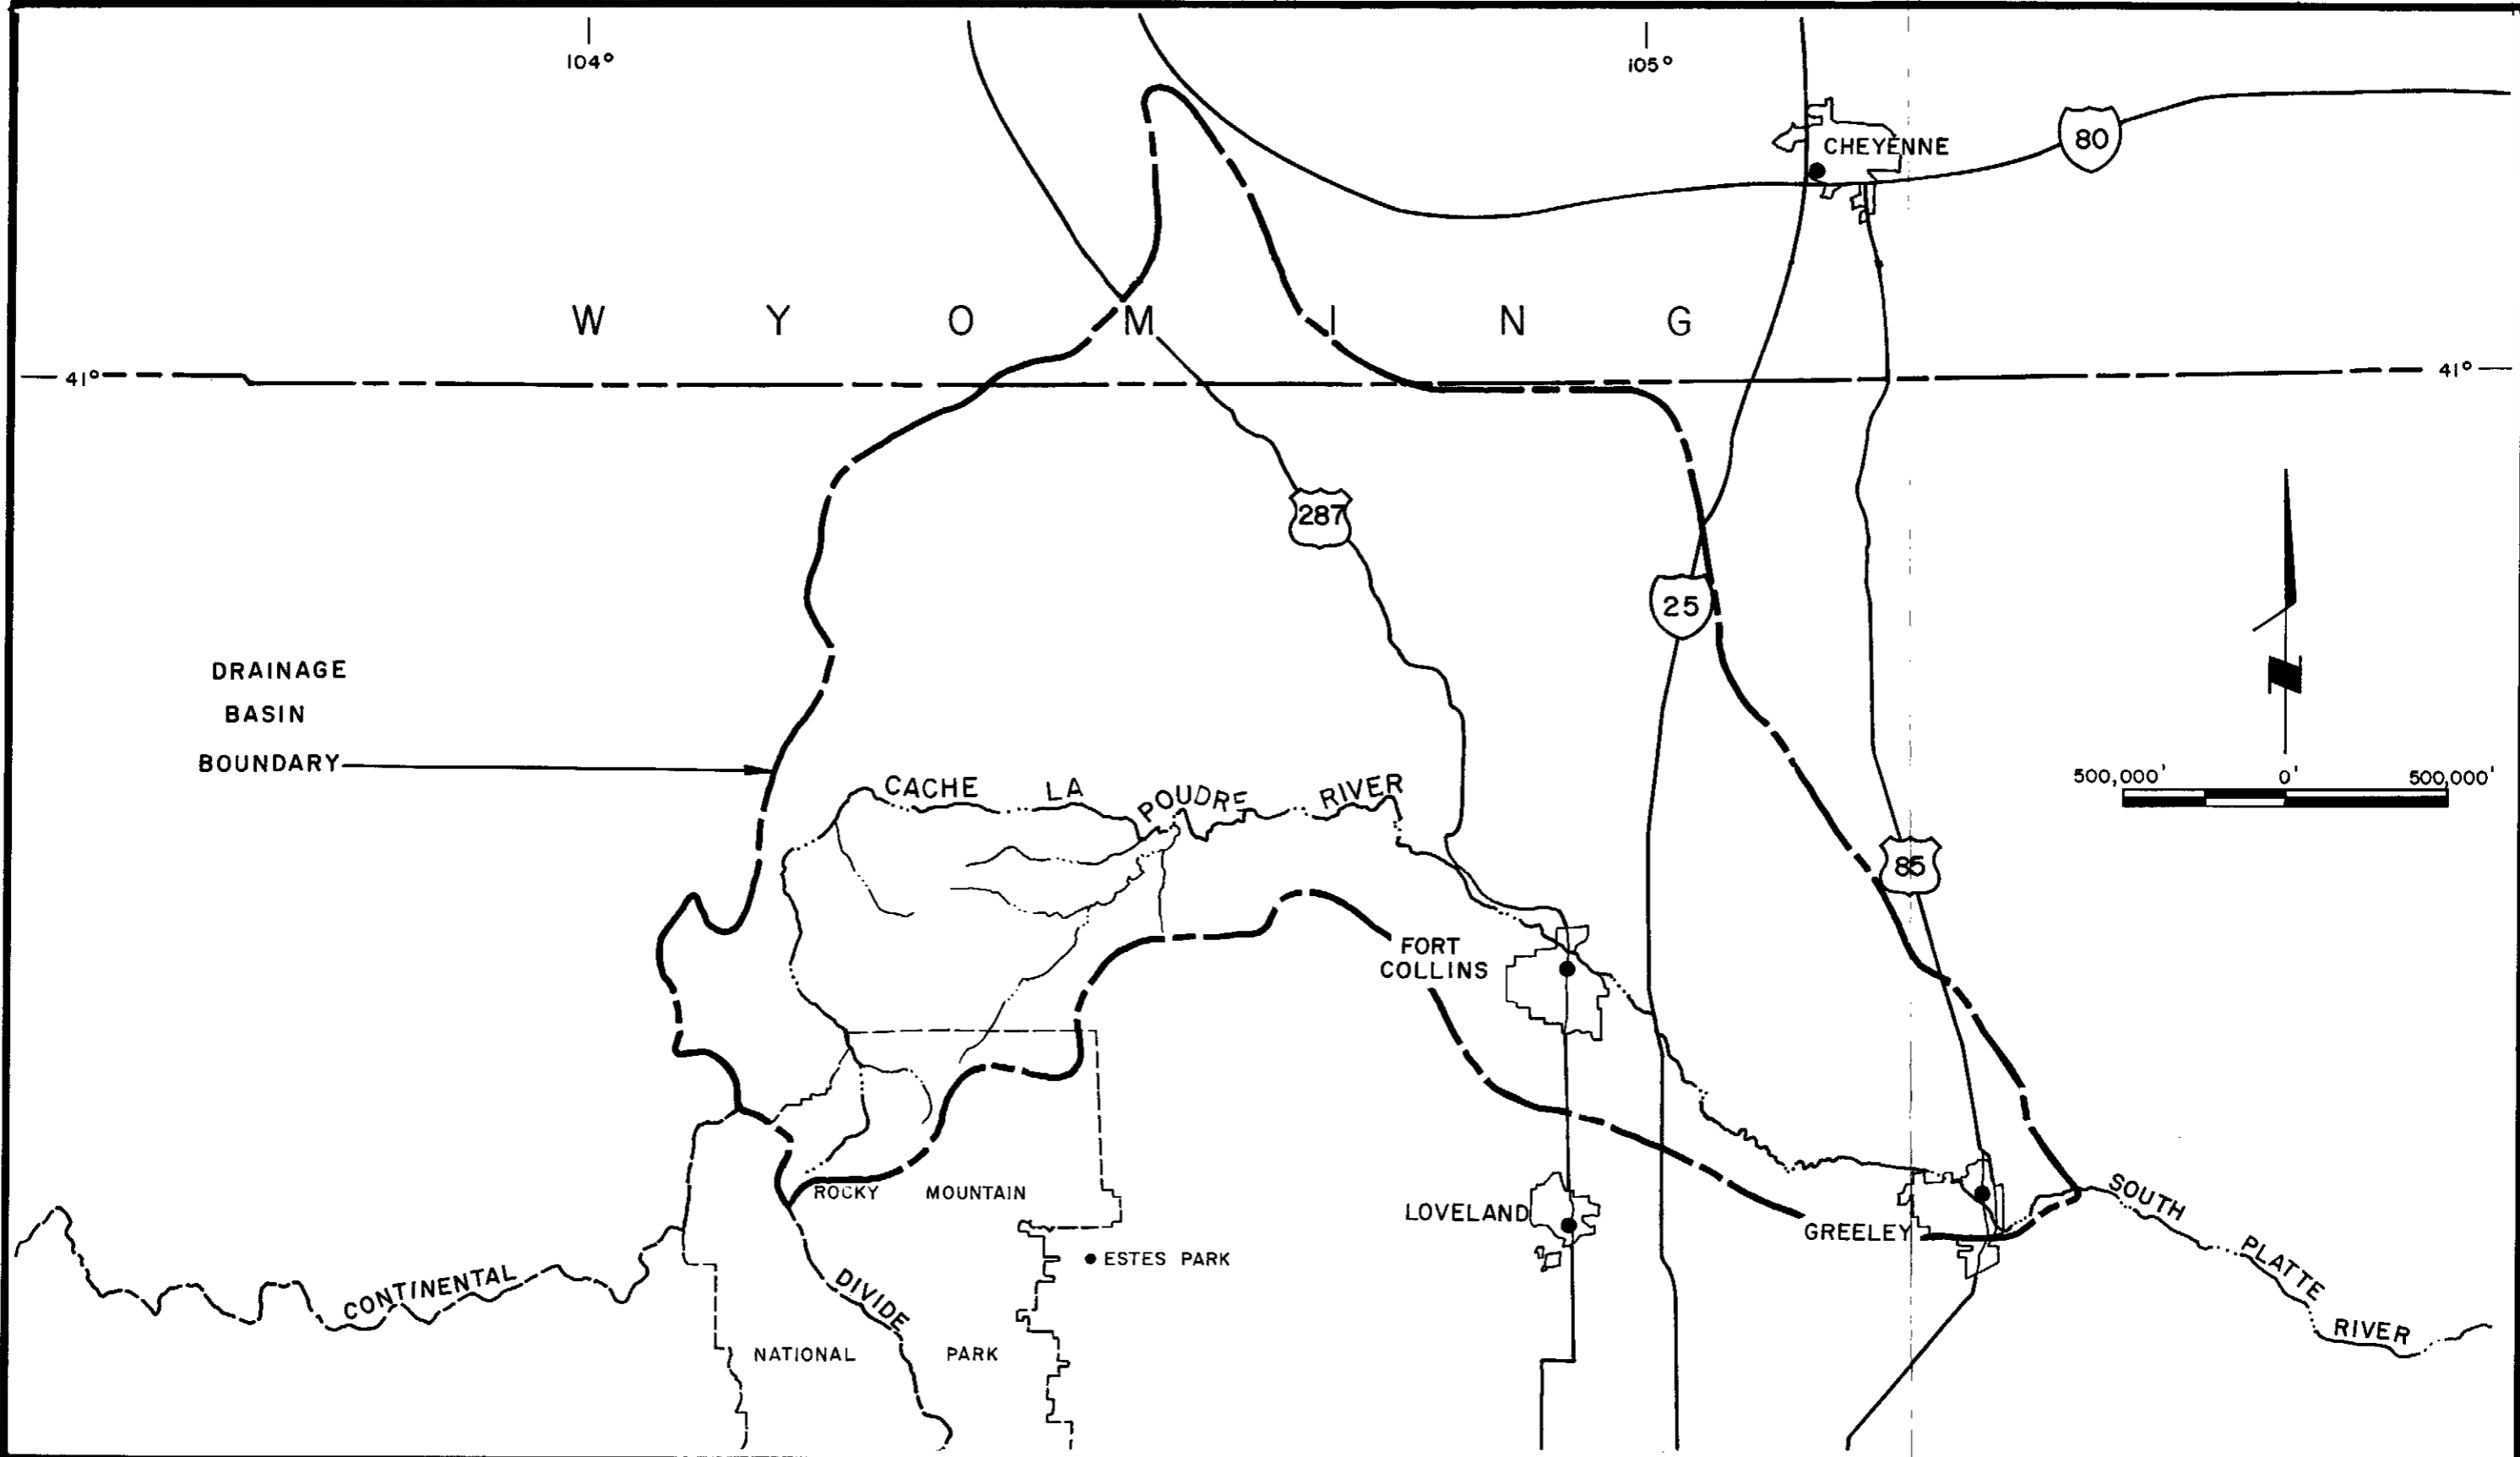 104°
105°
CHEYENNE
80
W Y O M I N G
41°
41°
287
25
DRAINAGE
BASIN
BOUNDARY
500,000' 0' 500,000'
CACHE LA POUDRE RIVER
85
FORT
COLLINS
ROCKY MOUNTAIN
LOVELAND
GREELEY
SOUTH PLATTE RIVER
ESTES PARK
CONTINENTAL DIVIDE
NATIONAL PARK